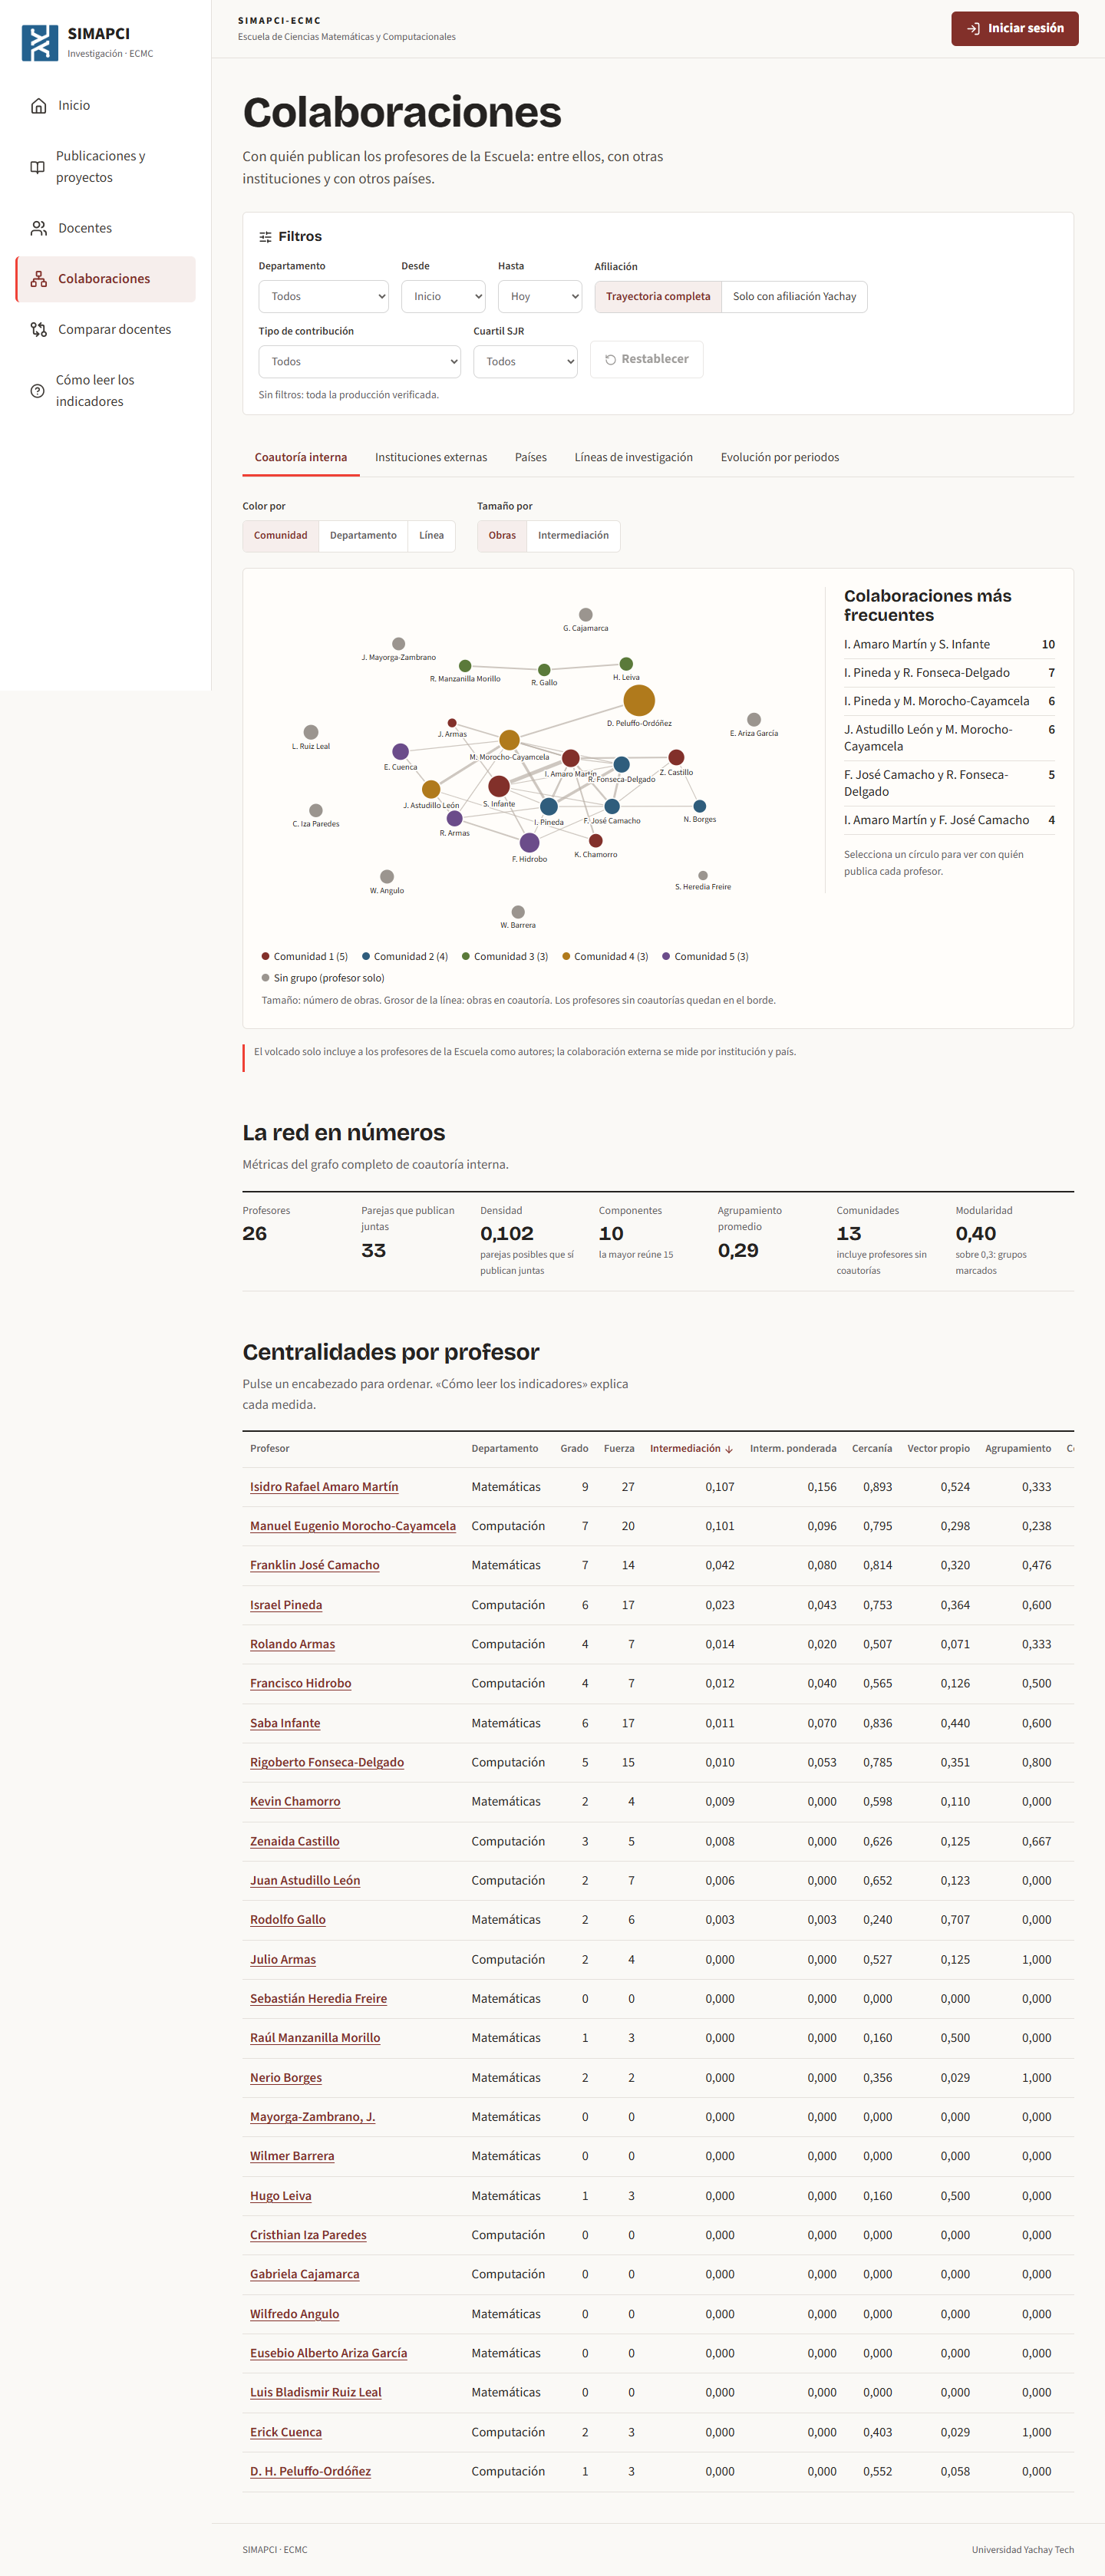 SIMAPCI
Investigación · ECMC
Inicio
Publicaciones y
proyectos
Docentes
Colaboraciones
Comparar docentes
Cómo leer los
indicadores
SIMAPCI-ECMC
Escuela de Ciencias Matemáticas y Computacionales
Iniciar sesión
Colaboraciones
Con quién publican los profesores de la Escuela: entre ellos, con otras
instituciones y con otros países.
Filtros
Departamento Desde Hasta Afiliación
Todos Inicio Hoy Trayectoria completa Solo con afiliación Yachay
Tipo de contribución Cuartil SJR
Todos Todos Restablecer
Sin filtros: toda la producción verificada.
Coautoría interna Instituciones externas Países Líneas de investigación Evolución por periodos
Color por Tamaño por
Comunidad Departamento Línea Obras Intermediación
G. Cajamarca
J. Mayorga-Zambrano
R. Manzanilla Morillo
R. Gallo
H. Leiva
D. Peluffo-Ordóñez
E. Ariza García
J. Armas
L. Ruiz Leal
E. Cuenca
M. Morocho-Cayamcela
I. Amaro Martín
R. Fonseca-Delgado
Z. Castillo
J. Astudillo León
S. Infante
C. Iza Paredes
R. Armas
I. Pineda
F. José Camacho
N. Borges
F. Hidrobo
K. Chamorro
W. Angulo
S. Heredia Freire
W. Barrera
Comunidad 1 (5) Comunidad 2 (4) Comunidad 3 (3) Comunidad 4 (3) Comunidad 5 (3)
Sin grupo (profesor solo)
Tamaño: número de obras. Grosor de la línea: obras en coautoría. Los profesores sin coautorías quedan en el borde.
Colaboraciones más
frecuentes
I. Amaro Martín y S. Infante 10
I. Pineda y R. Fonseca-Delgado 7
I. Pineda y M. Morocho-Cayamcela 6
J. Astudillo León y M. Morocho- 6
Cayamcela
F. José Camacho y R. Fonseca- 5
Delgado
I. Amaro Martín y F. José Camacho 4
Selecciona un círculo para ver con quién
publica cada profesor.
El volcado solo incluye a los profesores de la Escuela como autores; la colaboración externa se mide por institución y país.
La red en números
Métricas del grafo completo de coautoría interna.
Profesores
26
Parejas que publican
juntas
33
Densidad
0,102
parejas posibles que sí
publican juntas
Componentes
10
la mayor reúne 15
Agrupamiento
promedio
0,29
Comunidades
13
incluye profesores sin
coautorías
Modularidad
0,40
sobre 0,3: grupos
marcados
Centralidades por profesor
Pulse un encabezado para ordenar. «Cómo leer los indicadores» explica
cada medida.
Profesor Departamento Grado Fuerza Intermediación ↓ Interm. ponderada Cercanía Vector propio Agrupamiento
Isidro Rafael Amaro Martín Matemáticas 9 27 0,107 0,156 0,893 0,524 0,333
Manuel Eugenio Morocho-Cayamcela Computación 7 20 0,101 0,096 0,795 0,298 0,238
Franklin José Camacho Matemáticas 7 14 0,042 0,080 0,814 0,320 0,476
Israel Pineda Computación 6 17 0,023 0,043 0,753 0,364 0,600
Rolando Armas Computación 4 7 0,014 0,020 0,507 0,071 0,333
Francisco Hidrobo Computación 4 7 0,012 0,040 0,565 0,126 0,500
Saba Infante Matemáticas 6 17 0,011 0,070 0,836 0,440 0,600
Rigoberto Fonseca-Delgado Computación 5 15 0,010 0,053 0,785 0,351 0,800
Kevin Chamorro Matemáticas 2 4 0,009 0,000 0,598 0,110 0,000
Zenaida Castillo Computación 3 5 0,008 0,000 0,626 0,125 0,667
Juan Astudillo León Computación 2 7 0,006 0,000 0,652 0,123 0,000
Rodolfo Gallo Matemáticas 2 6 0,003 0,003 0,240 0,707 0,000
Julio Armas Computación 2 4 0,000 0,000 0,527 0,125 1,000
Sebastián Heredia Freire Matemáticas 0 0 0,000 0,000 0,000 0,000 0,000
Raúl Manzanilla Morillo Matemáticas 1 3 0,000 0,000 0,160 0,500 0,000
Nerio Borges Matemáticas 2 2 0,000 0,000 0,356 0,029 1,000
Mayorga-Zambrano, J. Matemáticas 0 0 0,000 0,000 0,000 0,000 0,000
Wilmer Barrera Matemáticas 0 0 0,000 0,000 0,000 0,000 0,000
Hugo Leiva Matemáticas 1 3 0,000 0,000 0,160 0,500 0,000
Cristhian Iza Paredes Computación 0 0 0,000 0,000 0,000 0,000 0,000
Gabriela Cajamarca Computación 0 0 0,000 0,000 0,000 0,000 0,000
Wilfredo Angulo Matemáticas 0 0 0,000 0,000 0,000 0,000 0,000
Eusebio Alberto Ariza García Matemáticas 0 0 0,000 0,000 0,000 0,000 0,000
Luis Bladismir Ruiz Leal Matemáticas 0 0 0,000 0,000 0,000 0,000 0,000
Erick Cuenca Computación 2 3 0,000 0,000 0,403 0,029 1,000
D. H. Peluffo-Ordóñez Computación 1 3 0,000 0,000 0,552 0,058 0,000
SIMAPCI · ECMC
Universidad Yachay Tech